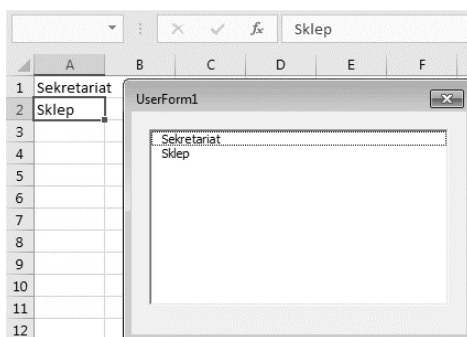 fx Sklep
A B C D E F
1 Sekretariat
2 Sklep
3
4
5
6
7
8
9
10
11
12
UserForm1
Sekretariat
Sklep